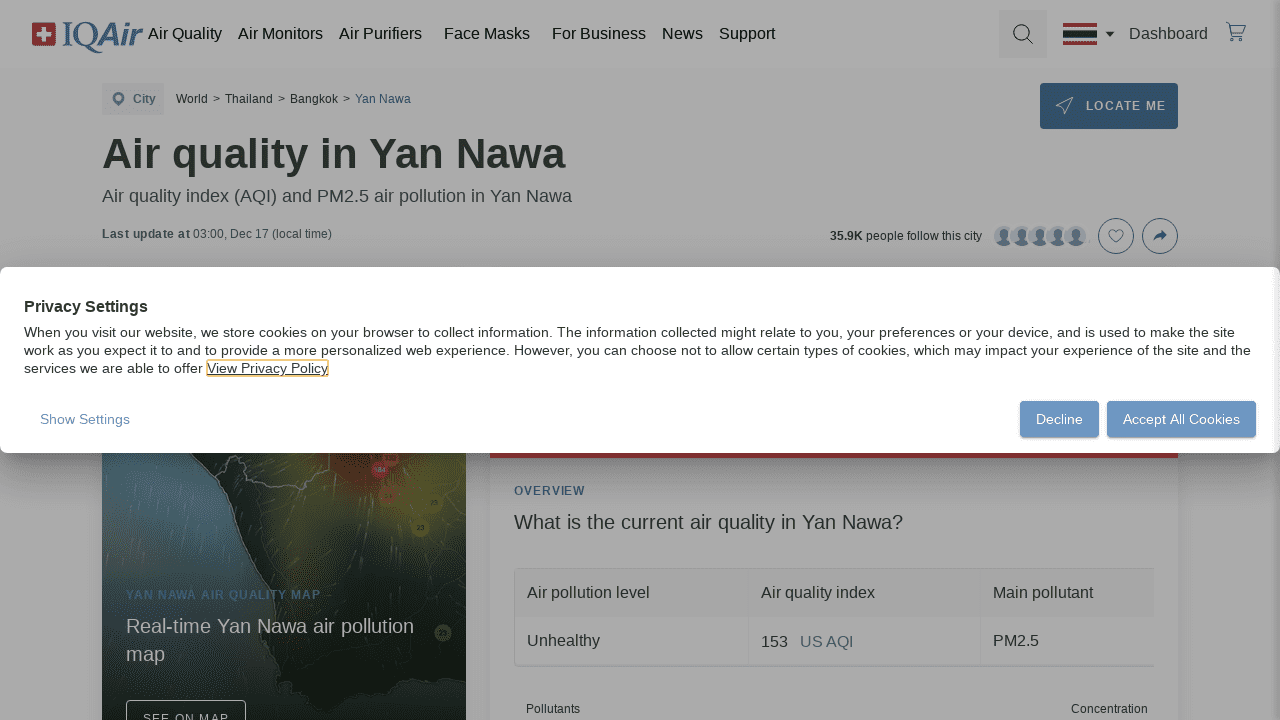 IQAir Air Quality Air Monitors Air Purifiers Face Masks For Business News Support Dashboard
City World > Thailand > Bangkok > Yan Nawa
LOCATE ME
Air quality in Yan Nawa
Air quality index (AQI) and PM2.5 air pollution in Yan Nawa
Last update at 03:00, Dec 17 (local time)
35.9K people follow this city
Privacy Settings
When you visit our website, we store cookies on your browser to collect information. The information collected might relate to you, your preferences or your device, and is used to make the site
work as you expect it to and to provide a more personalized web experience. However, you can choose not to allow certain types of cookies, which may impact your experience of the site and the
services we are able to offer View Privacy Policy
Show Settings Decline Accept All Cookies
OVERVIEW
What is the current air quality in Yan Nawa?
YAN NAWA AIR QUALITY MAP
Real-time Yan Nawa air pollution
map
SEE ON MAP
Air pollution level Air quality index Main pollutant
Unhealthy 153 US AQI PM2.5
Pollutants Concentration